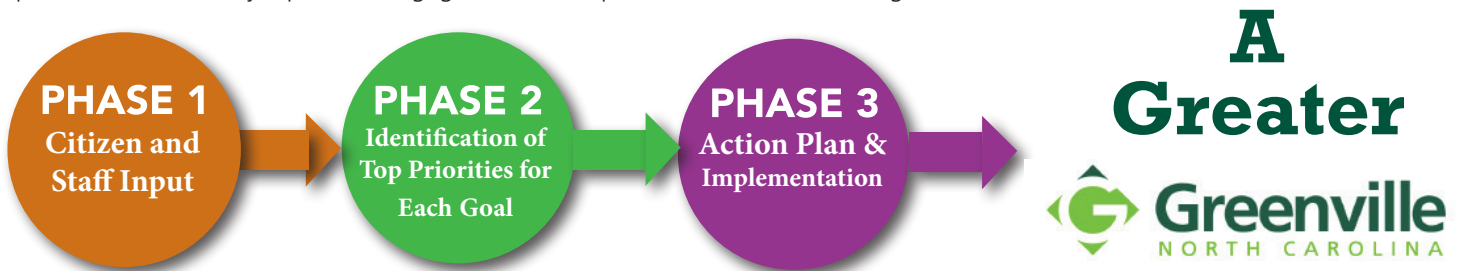 PHASE 1
Citizen and
Staff Input
PHASE 2
Identification of
Top Priorities for
Each Goal
PHASE 3
Action Plan &
Implementation
A
Greater
G
Greenville
NORTH CAROLINA